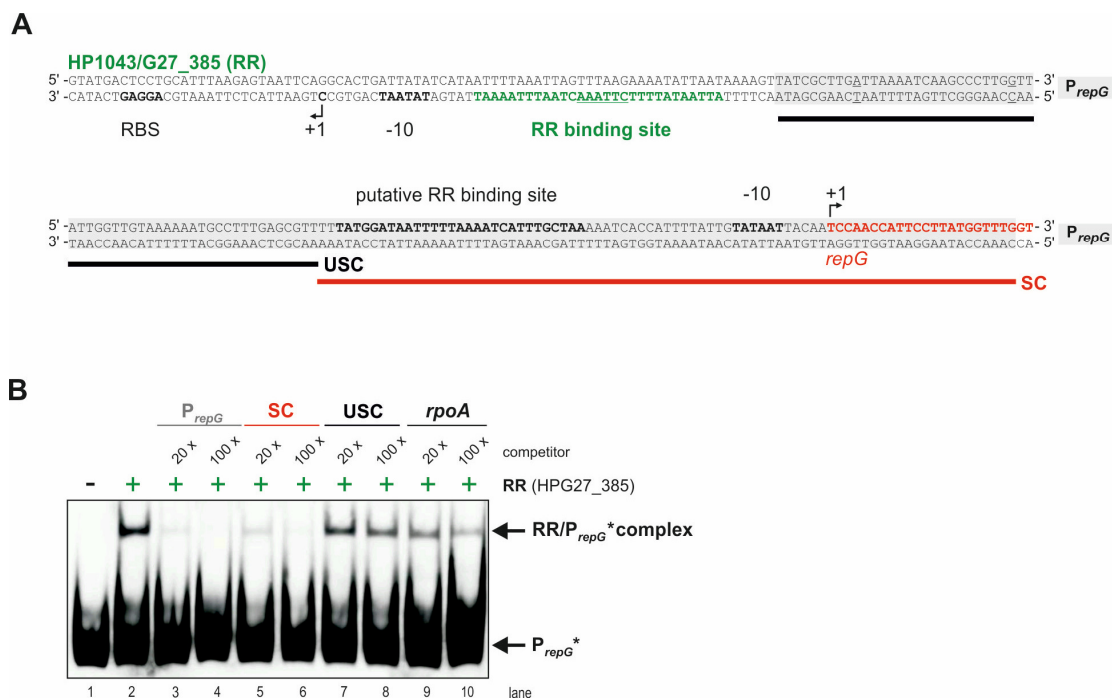 A
HP1043/G27_385 (RR)
5' -GTATGACTCCTGCATTTAAGAGTAATTCAGGCACTGATTATATCATAATTTTAAATTAGTTTAAGAAAATATTAATAAAAGTTATCGCTTGATTAAAATCAAGCCCTTGGTT- 3'
3' -CATACTGAGGACGTAAATTCTCATTAAGTCCGTGACTAATATAGTATTAAAATTTAATCAAATTCTTTTATAATTATTTTCAATAGCGAACTAATTTTAGTTCGGGAACCAA- 5'
PrepG
RBS +1 -10 RR binding site
putative RR binding site -10 +1
5' -ATTGGTTGTAAAAAATGCCTTTGAGCGTTTTATGGATAATTTTTAAAATCATTTGCTAAAAATCACCATTTTATTGTATAATTACAATCCAACCATTCCTTATGGTTTGGT- 3'
3' -TAACCAACATTTTTTACGGAAACTCGCAAAATACCTATTAAAAATTTTAGTAAACGATTTTTAGTGGTAAAATAACATATTAATGTTAGGTTGGTAAGGAATACCAAACCA- 5'
PrepG
USC repG
SC
B
PrepG SC USC rpoA
20 x 100 x 20 x 100 x 20 x 100 x 20 x 100 x competitor
- + + + + + + + + + RR (HPG27_385)
RR/PrepG* complex
PrepG*
1 2 3 4 5 6 7 8 9 10 lane